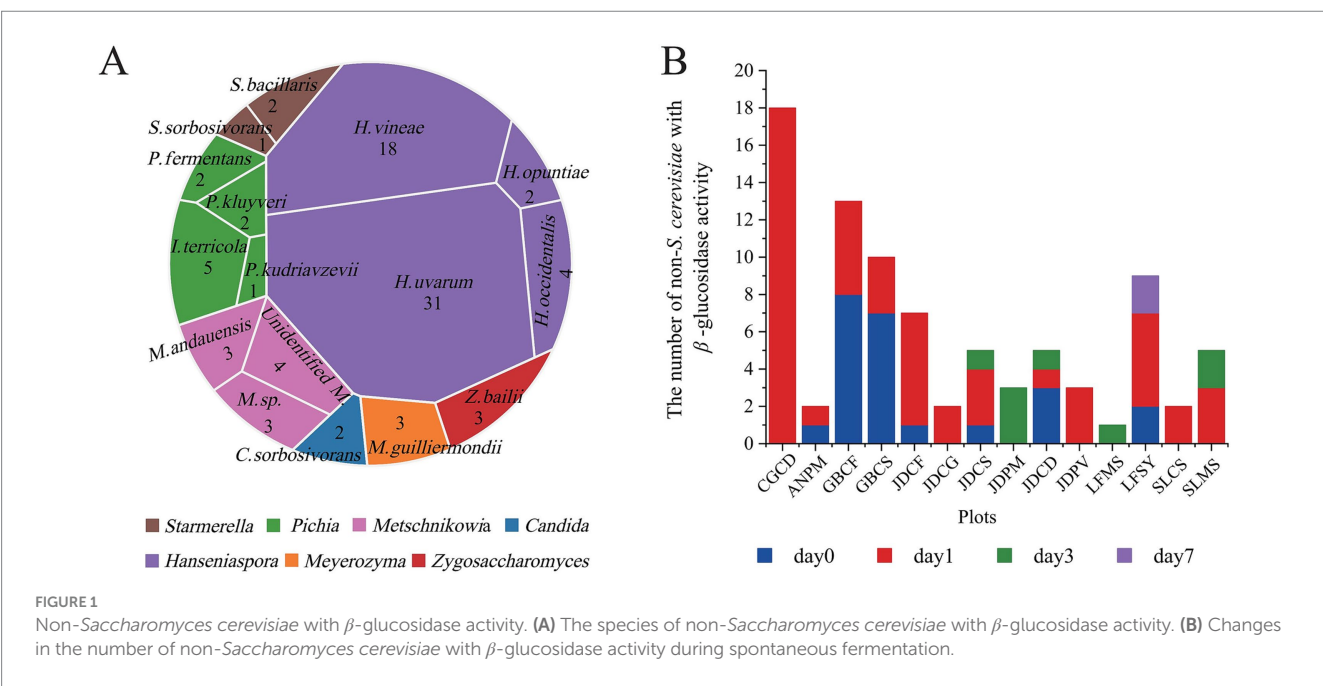 A
S.bacillaris
2
S.sorbosivorans
1
P.fermentans
2
P.kluyveri
2
I.terricola
5
P.kudriavzevii
1
H.vineae
18
H.opuntiae
2
H.occidentalis
4
H.uvarum
31
M.andauensis
3
Unidentified M.
4
M.sp.
3
C.sorbosivorans
2
M.guilliermondii
3
Z.bailii
3
Starmerella Pichia Metschnikowia Candida
Hanseniaspora Meyerozyma Zygosaccharomyces
B
The number of non-S. cerevisiae with
β -glucosidase activity
20
18
16
14
12
10
8
6
4
2
0
CGCD
ANPM
GBCF
GBCS
JDCF
JDCG
JDCS
JDPM
JDCD
JDPV
LFMS
LFSY
SLCS
SLMS
Plots
day0 day1 day3 day7
FIGURE 1
Non-Saccharomyces cerevisiae with β-glucosidase activity. (A) The species of non-Saccharomyces cerevisiae with β-glucosidase activity. (B) Changes
in the number of non-Saccharomyces cerevisiae with β-glucosidase activity during spontaneous fermentation.